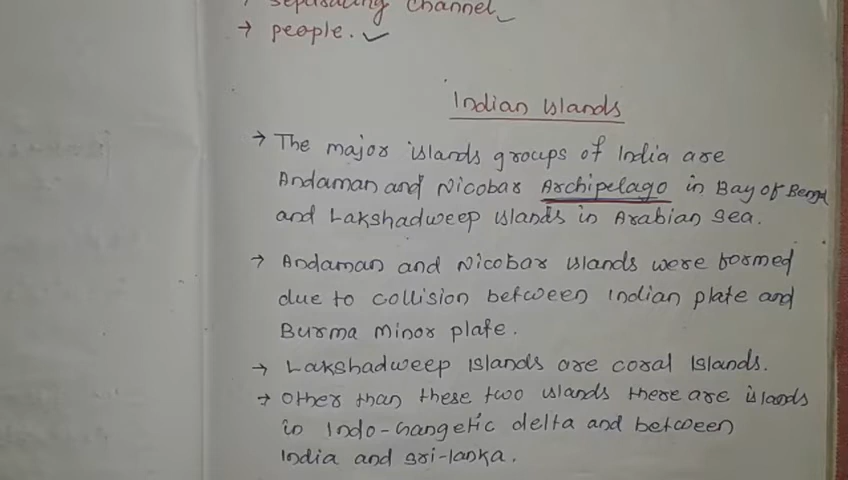 → separating channel
→ people.
Indian Islands
→ The major islands groups of India are
Andaman and Nicobar Archipelago in Bay of Bengal
and Lakshadweep islands in Arabian sea.
→ Andaman and Nicobar islands were formed
due to collision between Indian plate and
Burma Minor plate.
→ Lakshadweep Islands are coral Islands.
→ Other than these two islands there are islands
in Indo-Gangetic delta and between
India and Sri-lanka.